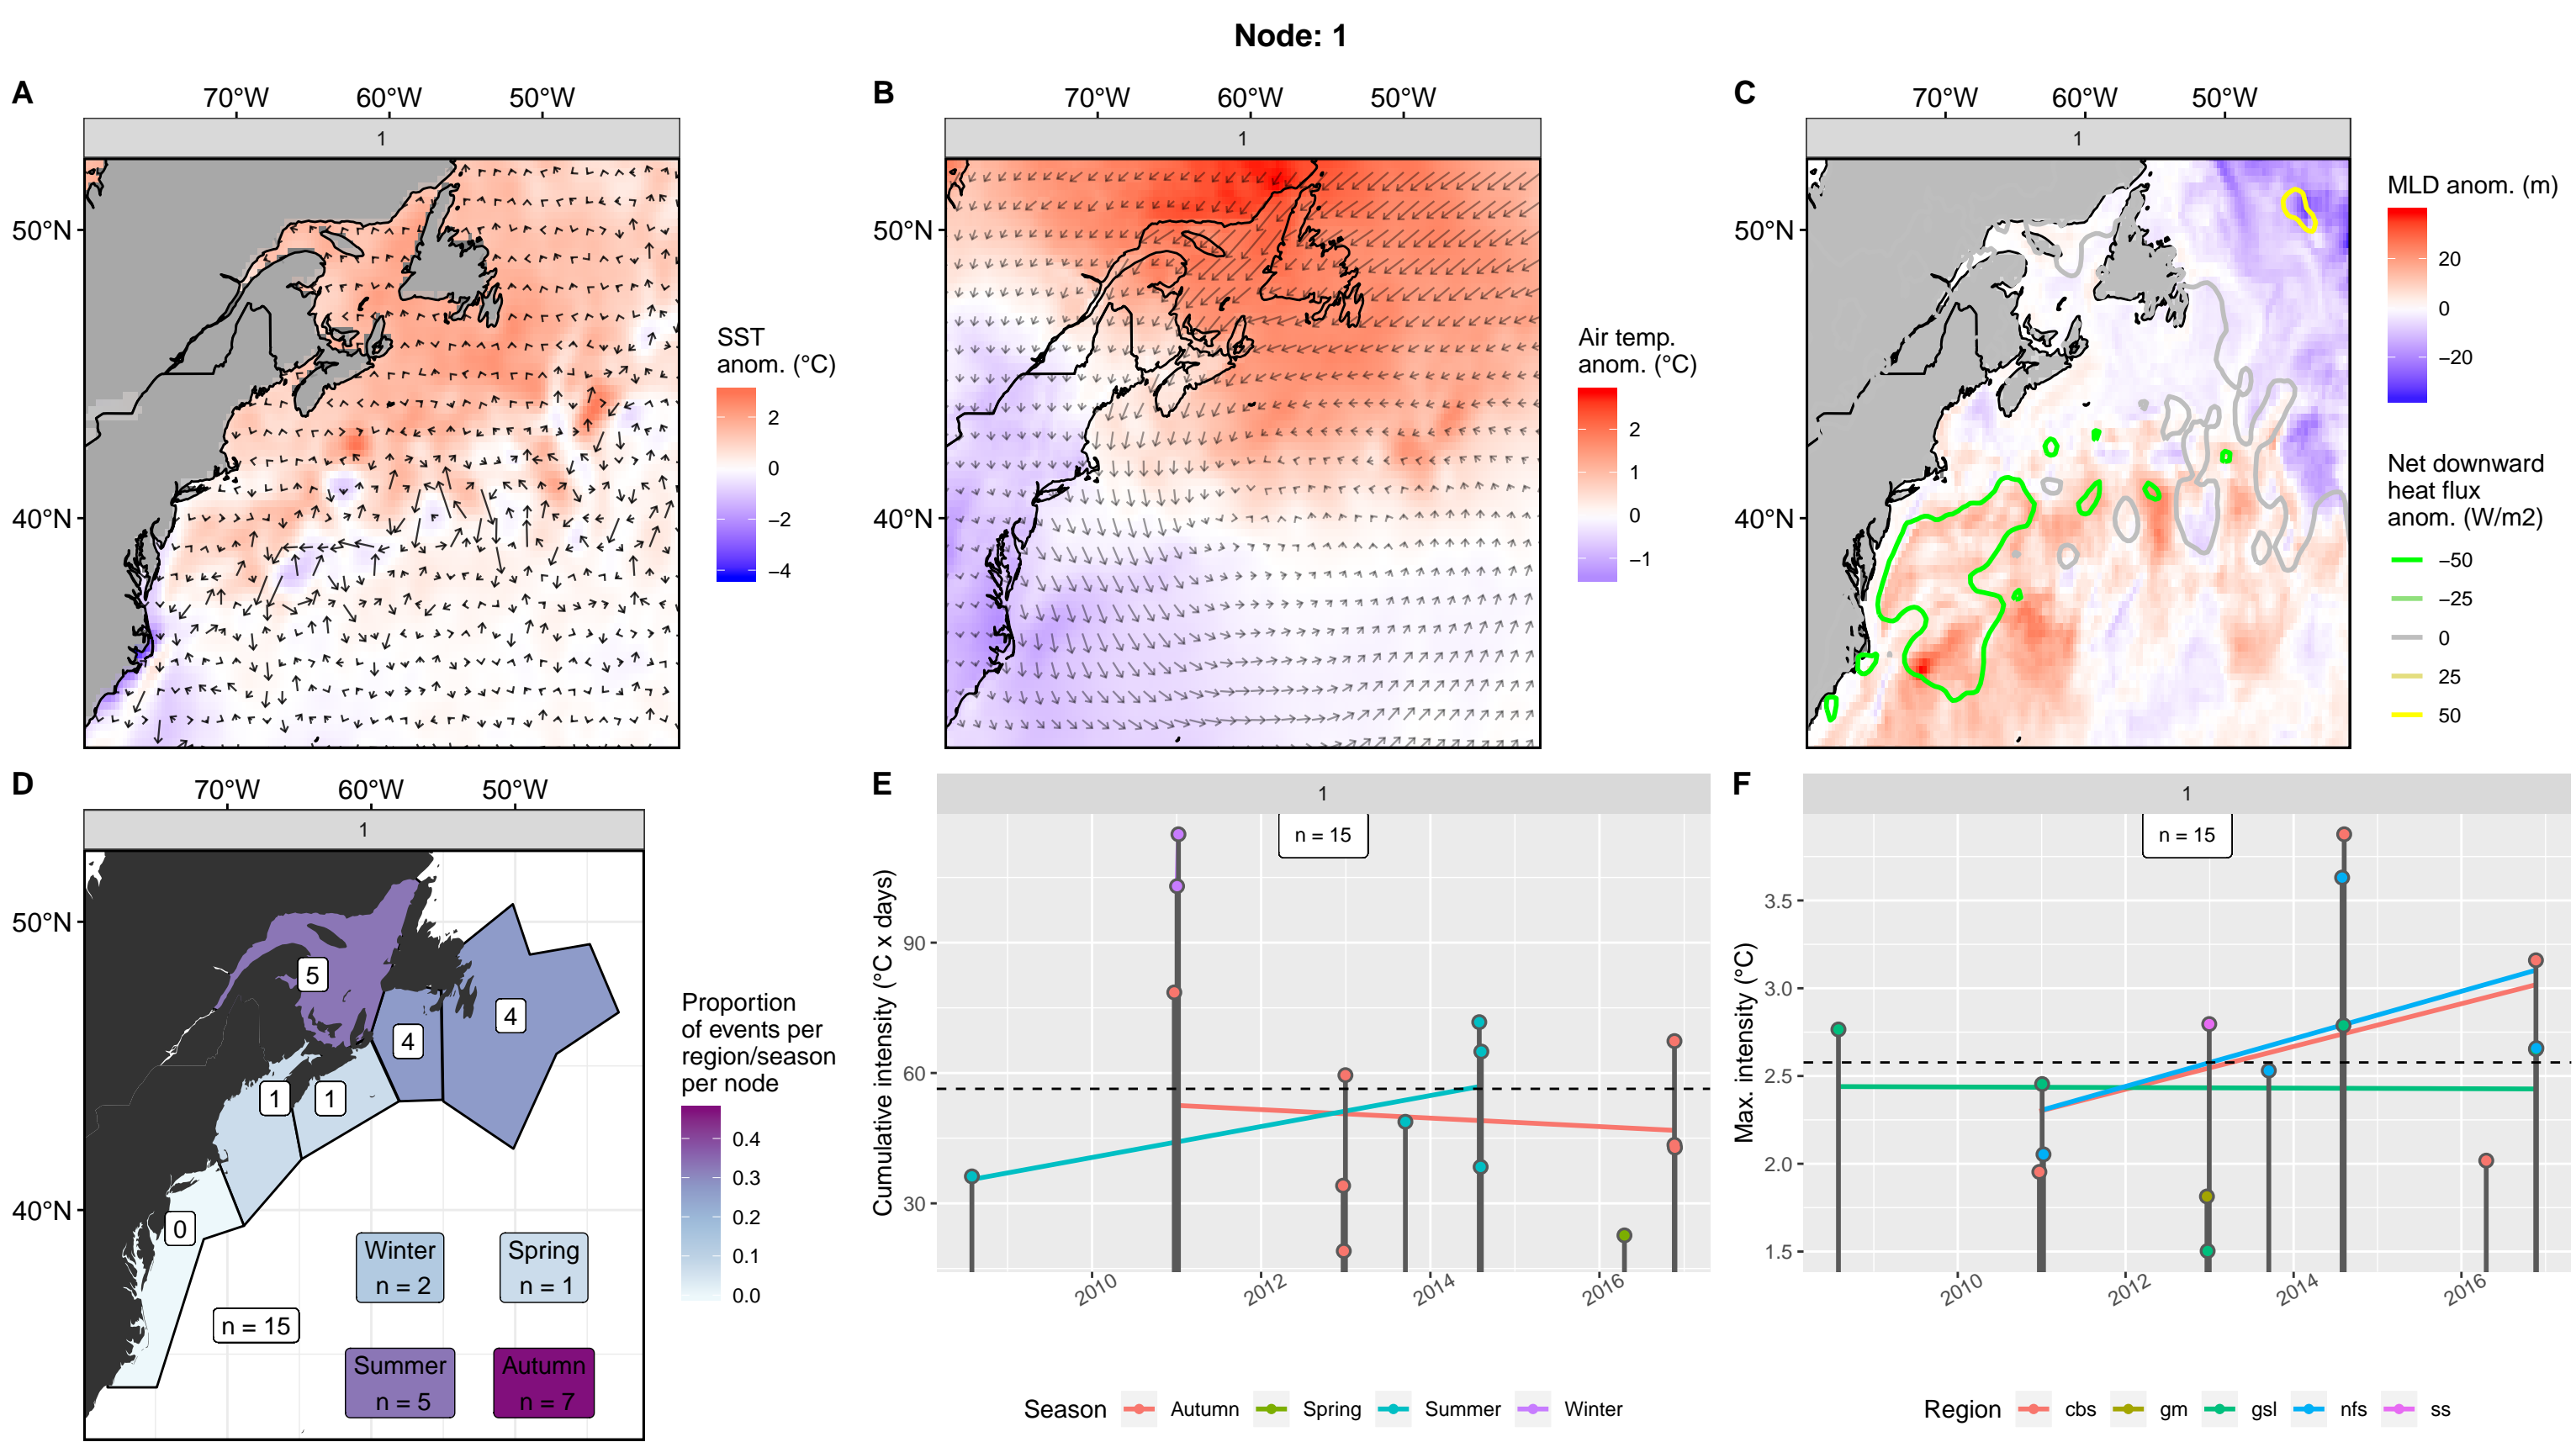 Node: 1
A
70°W 60°W 50°W
1
50°N
40°N
SST
anom. (°C)
2
0
−2
−4
B
70°W 60°W 50°W
1
50°N
40°N
Air temp.
anom. (°C)
2
1
0
−1
C
70°W 60°W 50°W
1
50°N
40°N
MLD anom. (m)
20
0
−20
Net downward
heat flux
anom. (W/m2)
−50
−25
0
25
50
D
70°W 60°W 50°W
1
50°N
40°N
5
4
4
1
1
0
n = 15
Winter
n = 2
Spring
n = 1
Summer
n = 5
Autumn
n = 7
Proportion
of events per
region/season
per node
0.4
0.3
0.2
0.1
0.0
E
1
n = 15
Cumulative intensity (°C x days)
90
60
30
2010 2012 2014 2016
Season Autumn Spring Summer Winter
F
1
n = 15
Max. intensity (°C)
3.5
3.0
2.5
2.0
1.5
2010 2012 2014 2016
Region cbs gm gsl nfs ss